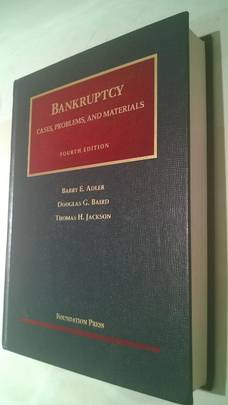 BANKRUPTCY
CASES, PROBLEMS, AND MATERIALS
FOURTH EDITION
BARRY E. ADLER
DOUGLAS G. BAIRD
THOMAS H. JACKSON
FOUNDATION PRESS